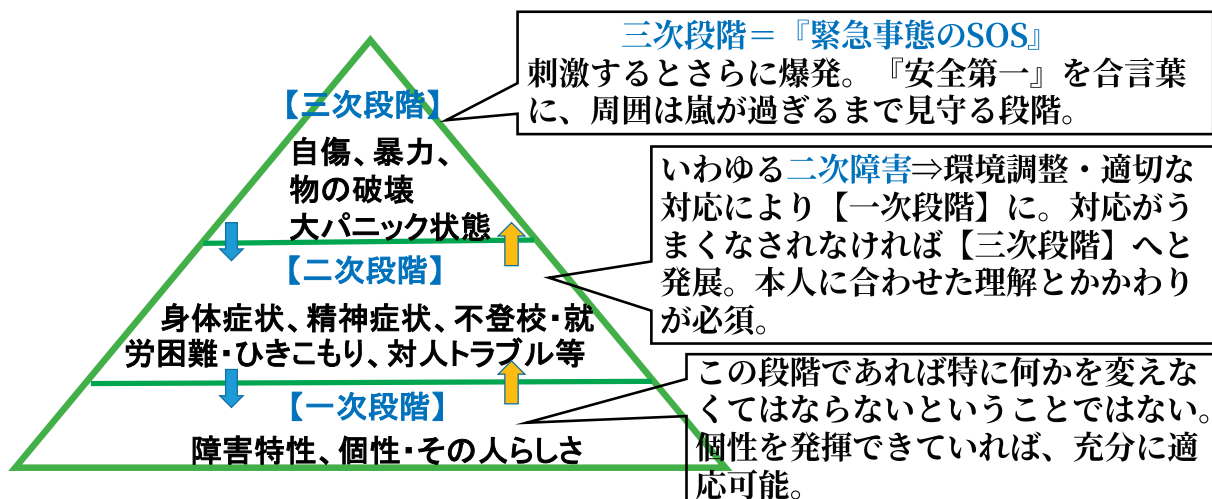 三次段階＝『緊急事態のSOS』
刺激するとさらに爆発。『安全第一』を合言葉
に、周囲は嵐が過ぎるまで見守る段階。
【三次段階】
自傷、暴力、
物の破壊
大パニック状態
いわゆる二次障害⇒環境調整・適切な
対応により【一次段階】に。対応がう
まくなされなければ【三次段階】へと
発展。本人に合わせた理解とかかわり
が必須。
【二次段階】
身体症状、精神症状、不登校・就
労困難・ひきこもり、対人トラブル等
この段階であれば特に何かを変えな
くてはならないということではない。
個性を発揮できていれば、充分に適
応可能。
【一次段階】
障害特性、個性・その人らしさ